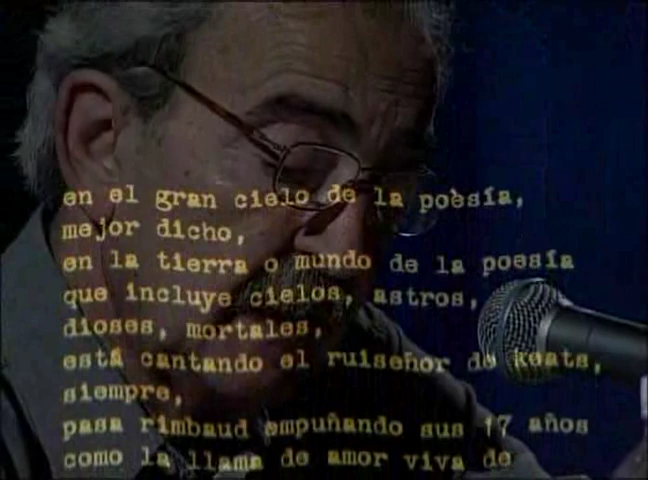 en el gran cielo de la poesía,
mejor dicho,
en la tierra o mundo de la poesía
que incluye cielos, astros,
dioses, mortales,
está cantando el ruiseñor de keats,
siempre,
pasa rimbaud empuñando sus 17 años
como la llama de amor viva de